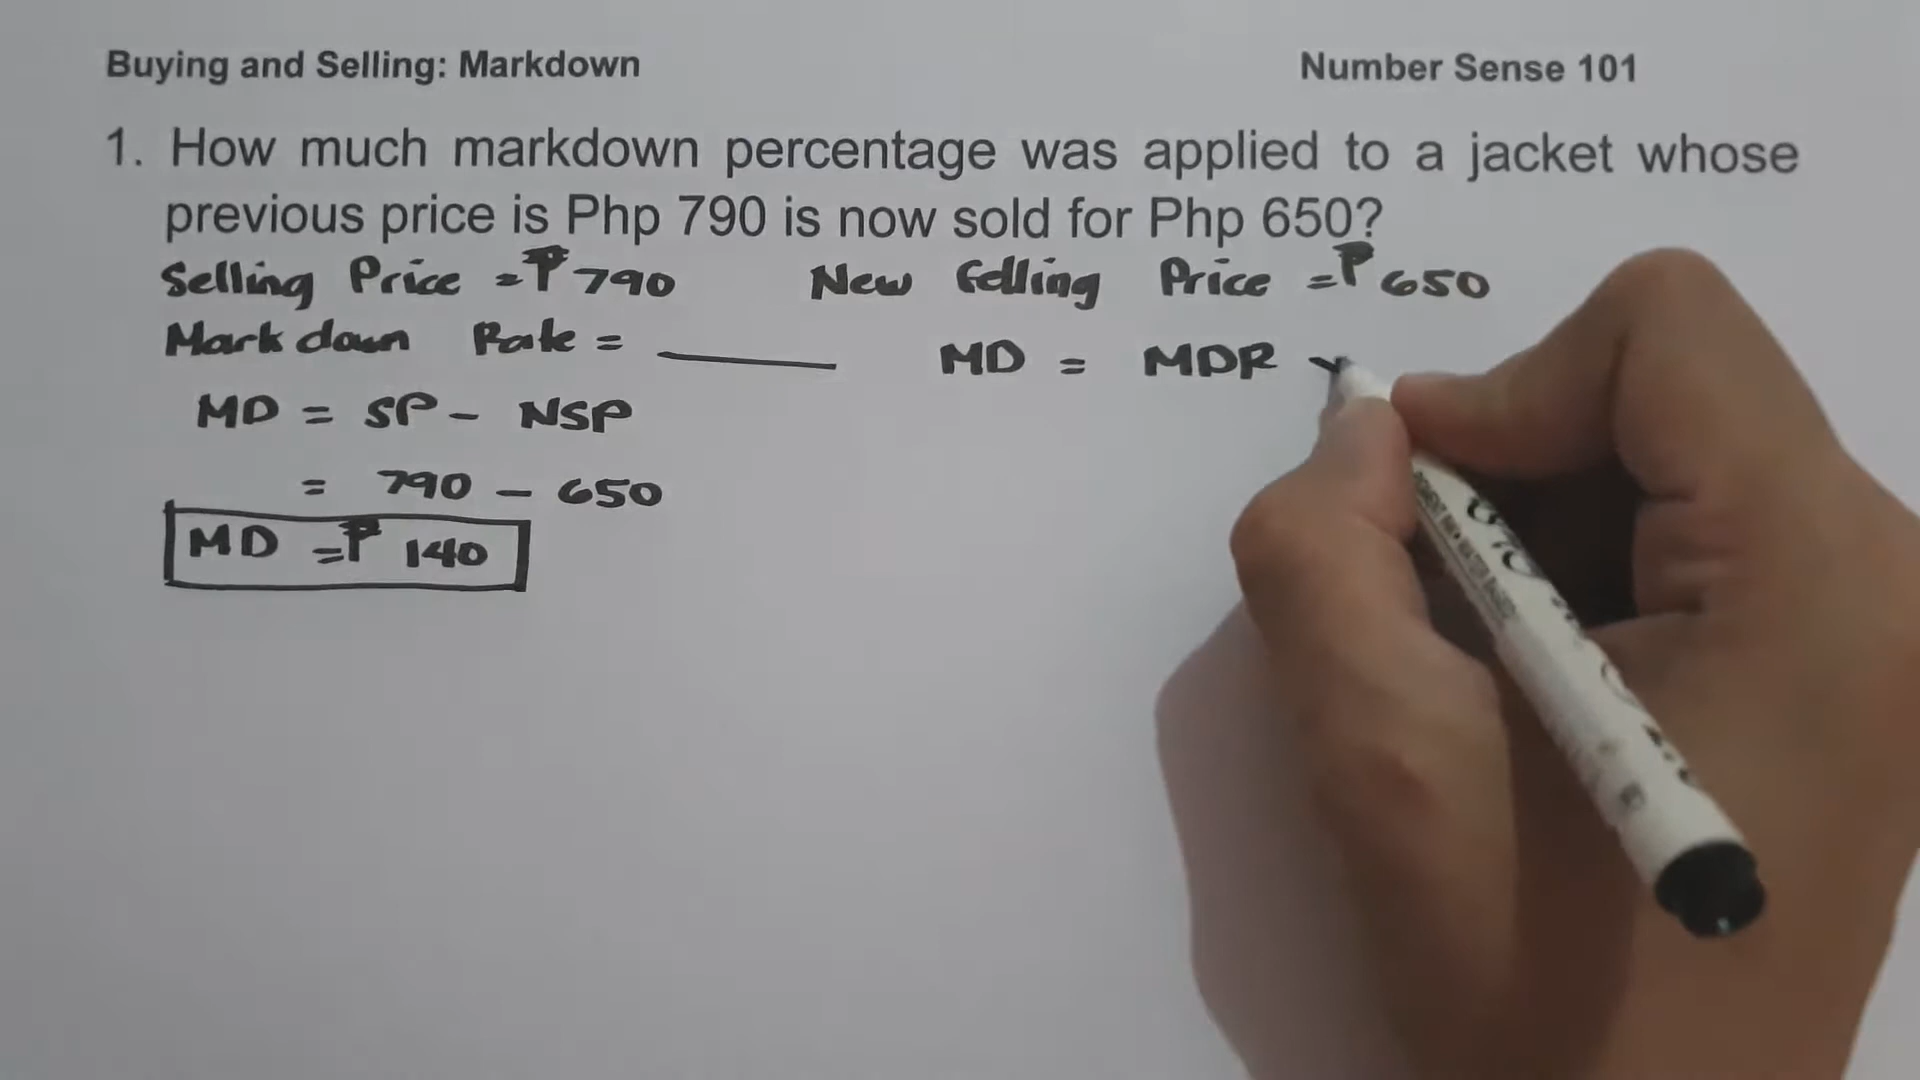 Buying and Selling: Markdown
Number Sense 101
1. How much markdown percentage was applied to a jacket whose
previous price is Php 790 is now sold for Php 650?
Selling Price = ₱ 790
New Selling Price = ₱ 650
Mark down Rate = ______
MD = MDR
MD = SP - NSP
= 790 - 650
MD = ₱ 140